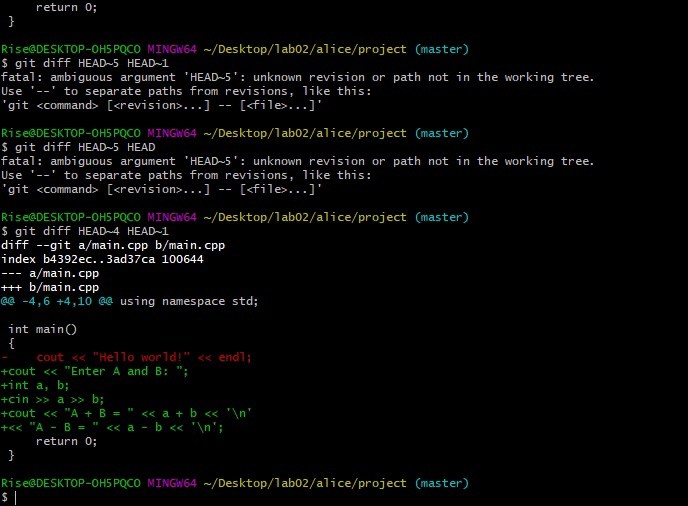 return 0;
 }
Rise@DESKTOP-OH5PQCO MINGW64 ~/Desktop/lab02/alice/project (master)
$ git diff HEAD~5 HEAD~1
fatal: ambiguous argument 'HEAD~5': unknown revision or path not in the working tree.
Use '--' to separate paths from revisions, like this:
'git <command> [<revision>...] -- [<file>...]'
Rise@DESKTOP-OH5PQCO MINGW64 ~/Desktop/lab02/alice/project (master)
$ git diff HEAD~5 HEAD
fatal: ambiguous argument 'HEAD~5': unknown revision or path not in the working tree.
Use '--' to separate paths from revisions, like this:
'git <command> [<revision>...] -- [<file>...]'
Rise@DESKTOP-OH5PQCO MINGW64 ~/Desktop/lab02/alice/project (master)
$ git diff HEAD~4 HEAD~1
diff --git a/main.cpp b/main.cpp
index b4392ec..3ad37ca 100644
--- a/main.cpp
+++ b/main.cpp
@@ -4,6 +4,10 @@ using namespace std;
 int main()
 {
-    cout << "Hello world!" << endl;
+cout << "Enter A and B: ";
+int a, b;
+cin >> a >> b;
+cout << "A + B = " << a + b << '\n'
+<< "A - B = " << a - b << '\n';
     return 0;
 }
Rise@DESKTOP-OH5PQCO MINGW64 ~/Desktop/lab02/alice/project (master)
$